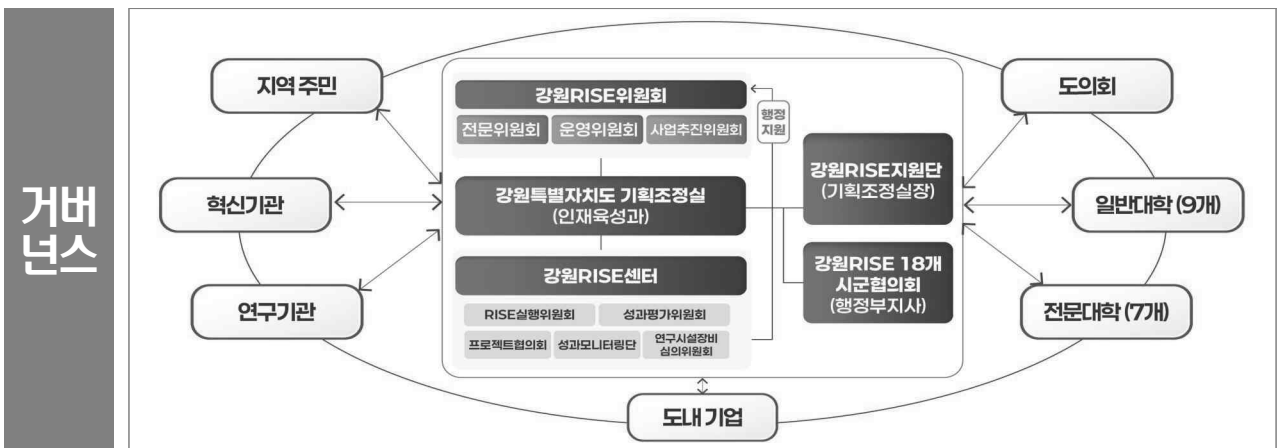 거버
넌스
지역 주민
혁신기관
연구기관
강원RISE위원회
전문위원회
운영위원회
사업추진위원회
행정
지원
강원특별자치도 기획조정실
(인재육성과)
강원RISE센터
RISE실행위원회
성과평가위원회
프로젝트협의회
성과모니터링단
연구시설장비
심의위원회
강원RISE지원단
(기획조정실장)
강원RISE 18개
시군협의회
(행정부지사)
도의회
일반대학 (9개)
전문대학 (7개)
도내 기업